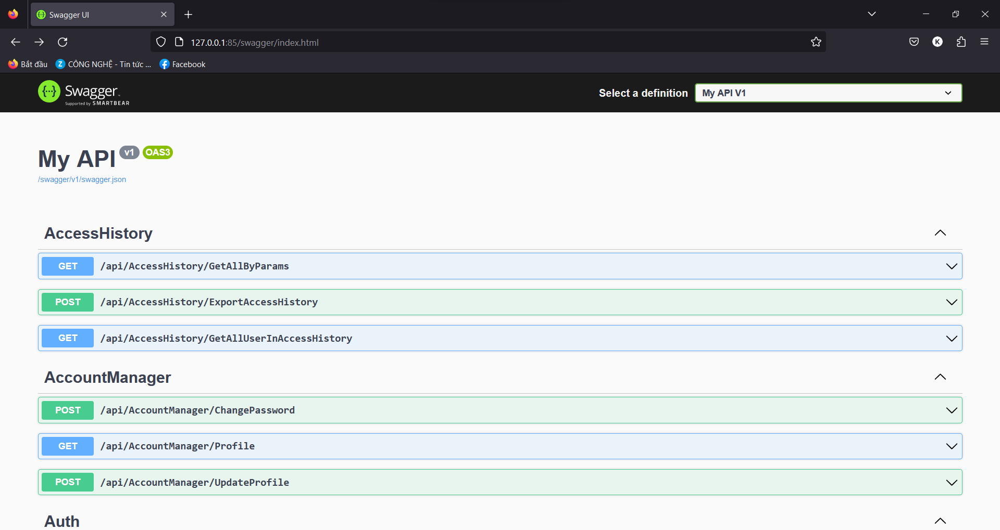 Swagger UI
127.0.0.1:85/swagger/index.html
K
Bắt đầu
Z
CÔNG NGHỆ - Tin tức ...
Facebook
{...} Swagger
Supported by SMARTBEAR
Select a definition
My API V1
My API v1 OAS3
/swagger/v1/swagger.json
AccessHistory
GET /api/AccessHistory/GetAllByParams
POST /api/AccessHistory/ExportAccessHistory
GET /api/AccessHistory/GetAllUserInAccessHistory
AccountManager
POST /api/AccountManager/ChangePassword
GET /api/AccountManager/Profile
POST /api/AccountManager/UpdateProfile
Auth